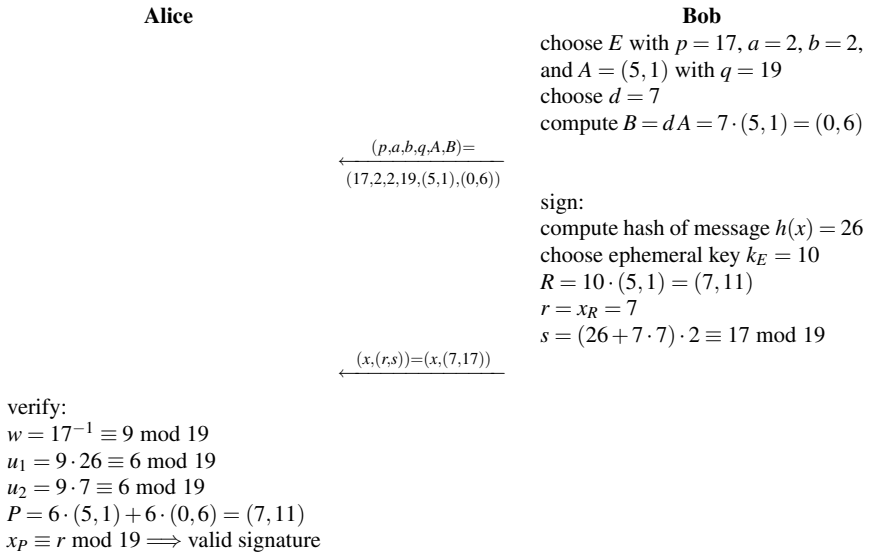 Alice
Bob
choose E with p = 17, a = 2, b = 2,
and A = (5,1) with q = 19
choose d = 7
compute B = d A = 7 · (5,1) = (0,6)
(p,a,b,q,A,B)=
(17,2,2,19,(5,1),(0,6))
sign:
compute hash of message h(x) = 26
choose ephemeral key k_E = 10
R = 10 · (5,1) = (7,11)
r = x_R = 7
s = (26 + 7 · 7) · 2 ≡ 17 mod 19
(x,(r,s))=(x,(7,17))
verify:
w = 17⁻¹ ≡ 9 mod 19
u₁ = 9 · 26 ≡ 6 mod 19
u₂ = 9 · 7 ≡ 6 mod 19
P = 6 · (5,1) + 6 · (0,6) = (7,11)
x_P ≡ r mod 19 ⟹ valid signature